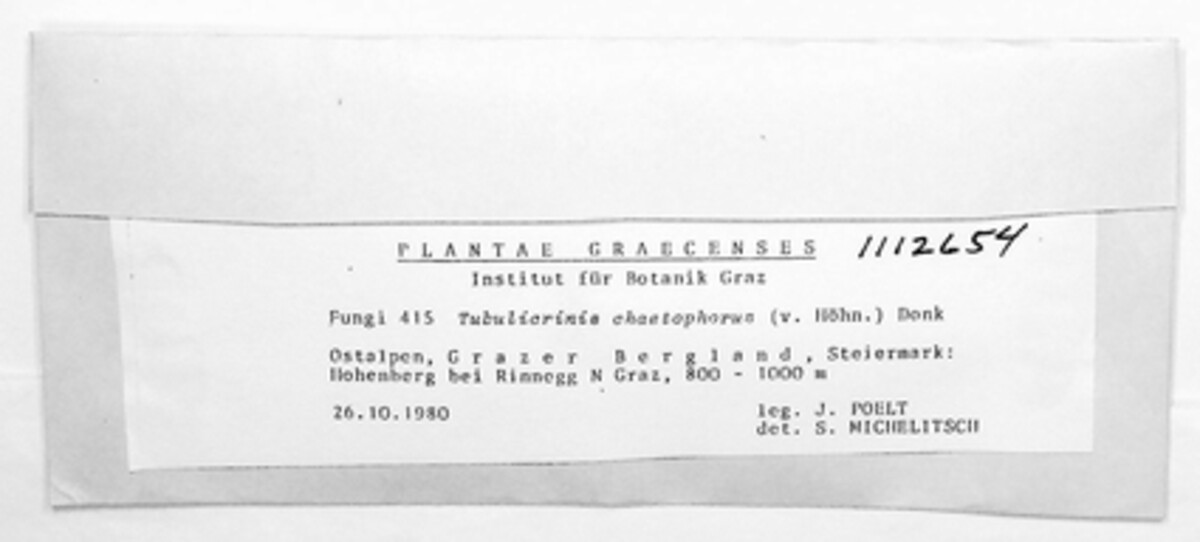 PLANTAE GRAECENSES 1112654
Institut für Botanik Graz
Fungi 415 Tubulicrinis chaetophorus (v. Höhn.) Donk
Ostalpen, Grazer Bergland, Steiermark:
Hohenberg bei Rinnegg N Graz, 800 - 1000 m
26.10.1980 leg. J. POELT
det. S. MICHELITSCH